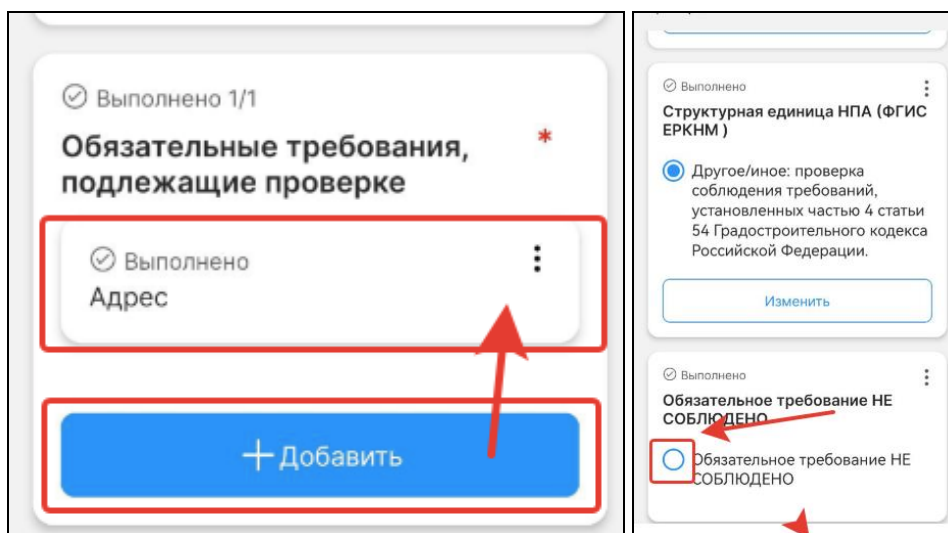 Выполнено 1/1
Обязательные требования, *
подлежащие проверке
Выполнено
Адрес
+ Добавить
Выполнено
Структурная единица НПА (ФГИС
ЕРКНМ )
Другое/иное: проверка
соблюдения требований,
установленных частью 4 статьи
54 Градостроительного кодекса
Российской Федерации.
Изменить
Выполнено
Обязательное требование НЕ
СОБЛЮДЕНО
Обязательное требование НЕ
СОБЛЮДЕНО